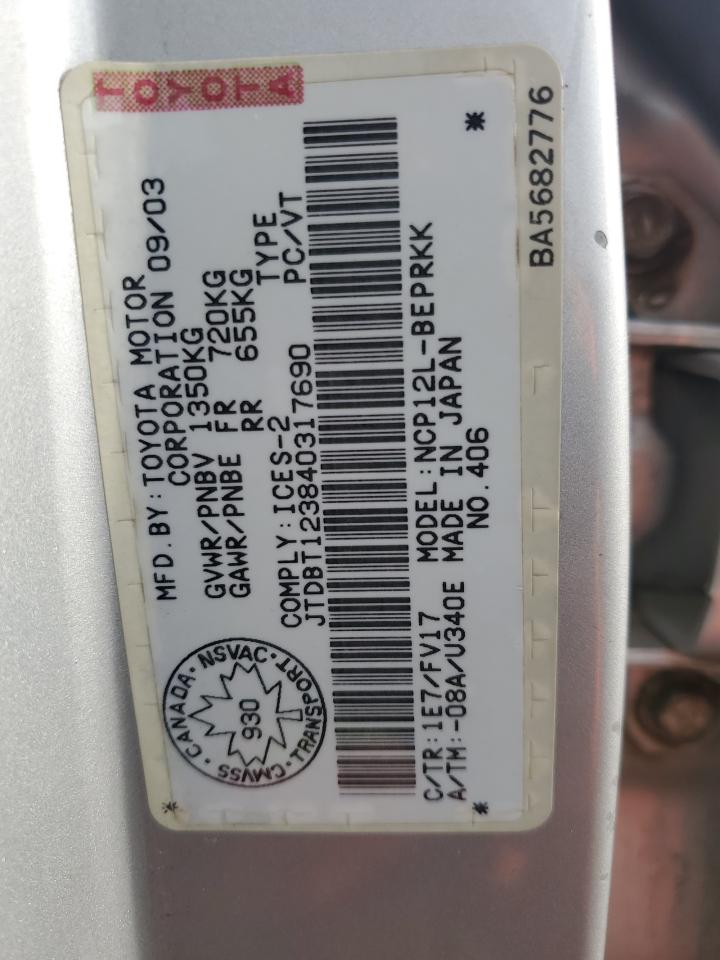 TOYOTA
MFD.BY:TOYOTA MOTOR
CORPORATION 09/03
GVWR/PNBV 1350KG
GAWR/PNBE FR 720KG
RR 655KG
TYPE
COMPLY:ICES-2 PC/VT
JTDBT123840317690
CANADA·NSVAC·TRANSPORT·CMVSS·
930
C/TR:1E7/FV17 MODEL:NCP12L-BEPRKK
A/TM:-08A/U340E MADE IN JAPAN
NO.406
BA5682776